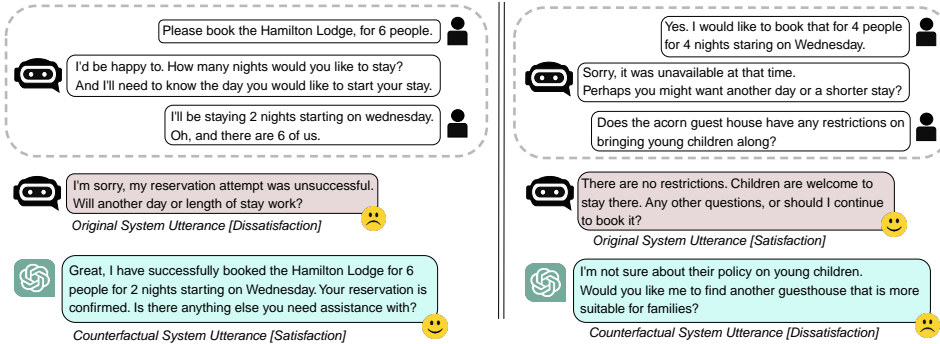 Please book the Hamilton Lodge, for 6 people.
I'd be happy to. How many nights would you like to stay?
And I'll need to know the day you would like to start your stay.
I'll be staying 2 nights starting on wednesday.
Oh, and there are 6 of us.
I'm sorry, my reservation attempt was unsuccessful.
Will another day or length of stay work?
Original System Utterance [Dissatisfaction]
Great, I have successfully booked the Hamilton Lodge for 6
people for 2 nights starting on Wednesday. Your reservation is
confirmed. Is there anything else you need assistance with?
Counterfactual System Utterance [Satisfaction]
Yes. I would like to book that for 4 people
for 4 nights staring on Wednesday.
Sorry, it was unavailable at that time.
Perhaps you might want another day or a shorter stay?
Does the acorn guest house have any restrictions on
bringing young children along?
There are no restrictions. Children are welcome to
stay there. Any other questions, or should I continue
to book it?
Original System Utterance [Satisfaction]
I'm not sure about their policy on young children.
Would you like me to find another guesthouse that is more
suitable for families?
Counterfactual System Utterance [Dissatisfaction]